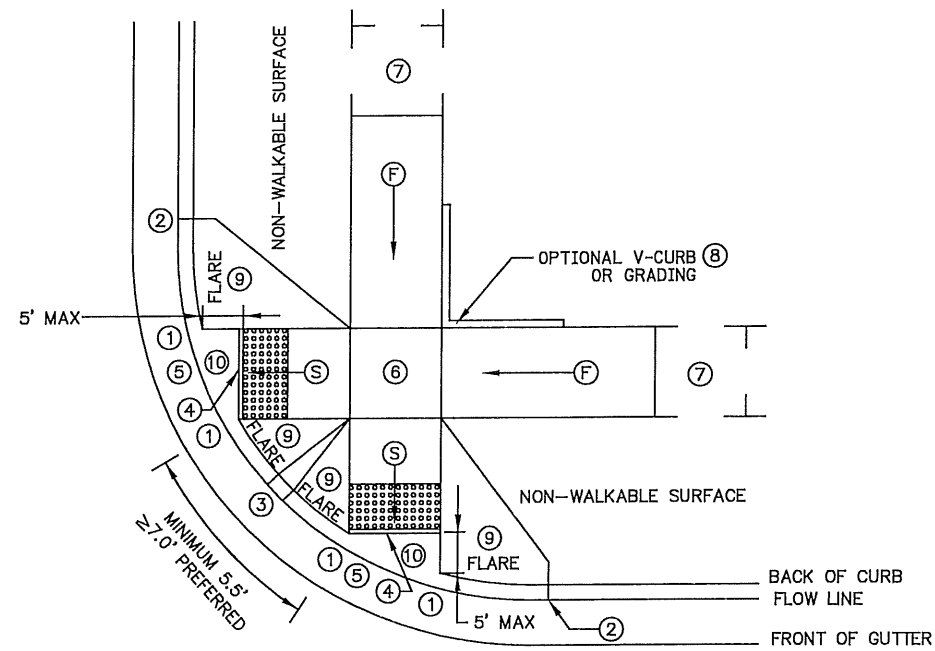 ⑦
NON-WALKABLE SURFACE
Ⓕ
②
OPTIONAL V-CURB ⑧
OR GRADING
FLARE ⑨
5' MAX
① ⑤ ⑩ ④ ①
Ⓢ
⑥
Ⓕ
⑦
⑨
FLARE
⑨
FLARE
Ⓢ
③
NON-WALKABLE SURFACE
MINIMUM 5.5'
≥7.0' PREFERRED
⑨
FLARE
① ⑤ ④ ⑩ ①
5' MAX
②
BACK OF CURB
FLOW LINE
FRONT OF GUTTER